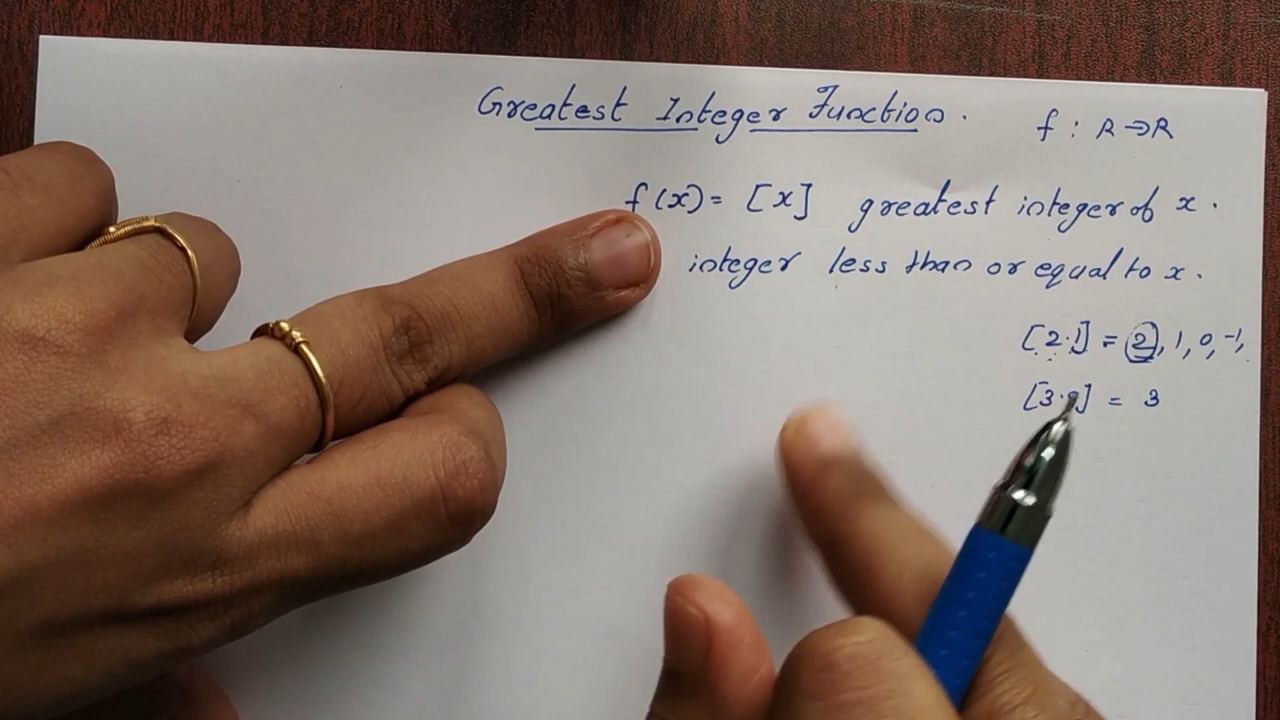 Greatest Integer Function. f : R → R
f(x) = [x] greatest integer of x.
integer less than or equal to x.
[2.1] = 2, 1, 0, -1,
[3. ] = 3